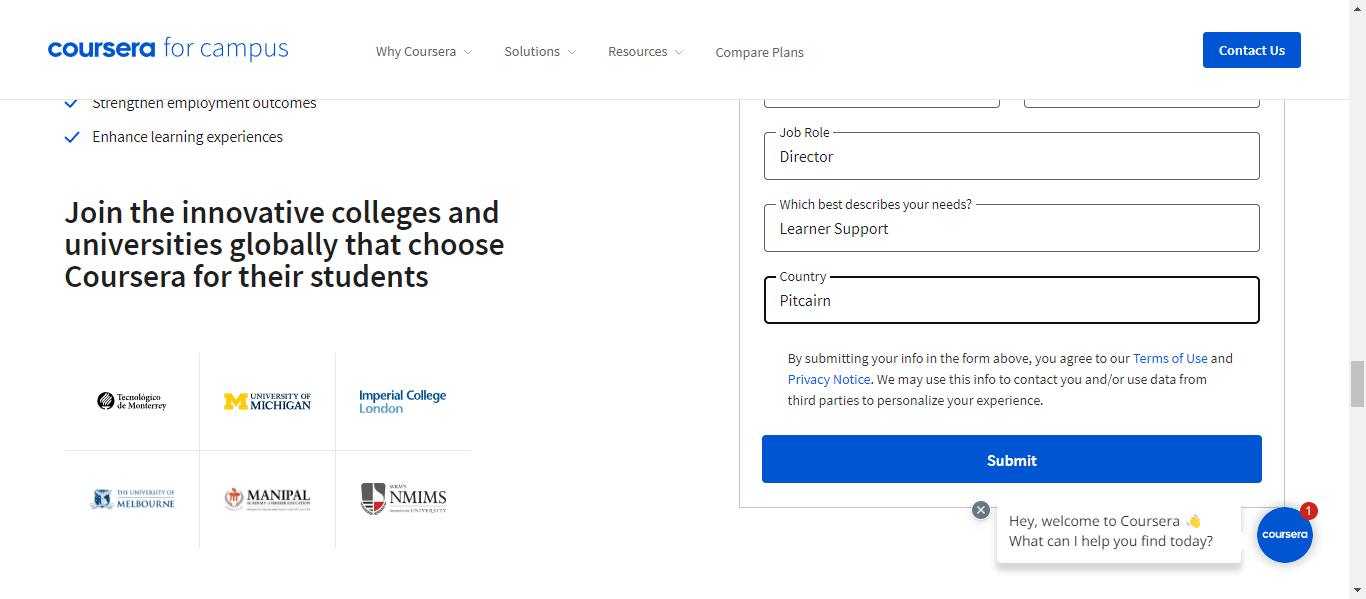 coursera for campus
Why Coursera
Solutions
Resources
Compare Plans
Contact Us
Strengthen employment outcomes
Enhance learning experiences
Join the innovative colleges and
universities globally that choose
Coursera for their students
Tecnológico
de Monterrey
UNIVERSITY OF
MICHIGAN
Imperial College
London
THE UNIVERSITY OF
MELBOURNE
MANIPAL
SVKM'S
NMIMS
Job Role
Director
Which best describes your needs?
Learner Support
Country
Pitcairn
By submitting your info in the form above, you agree to our Terms of Use and
Privacy Notice. We may use this info to contact you and/or use data from
third parties to personalize your experience.
Submit
Hey, welcome to Coursera 👋
What can I help you find today?
coursera
1